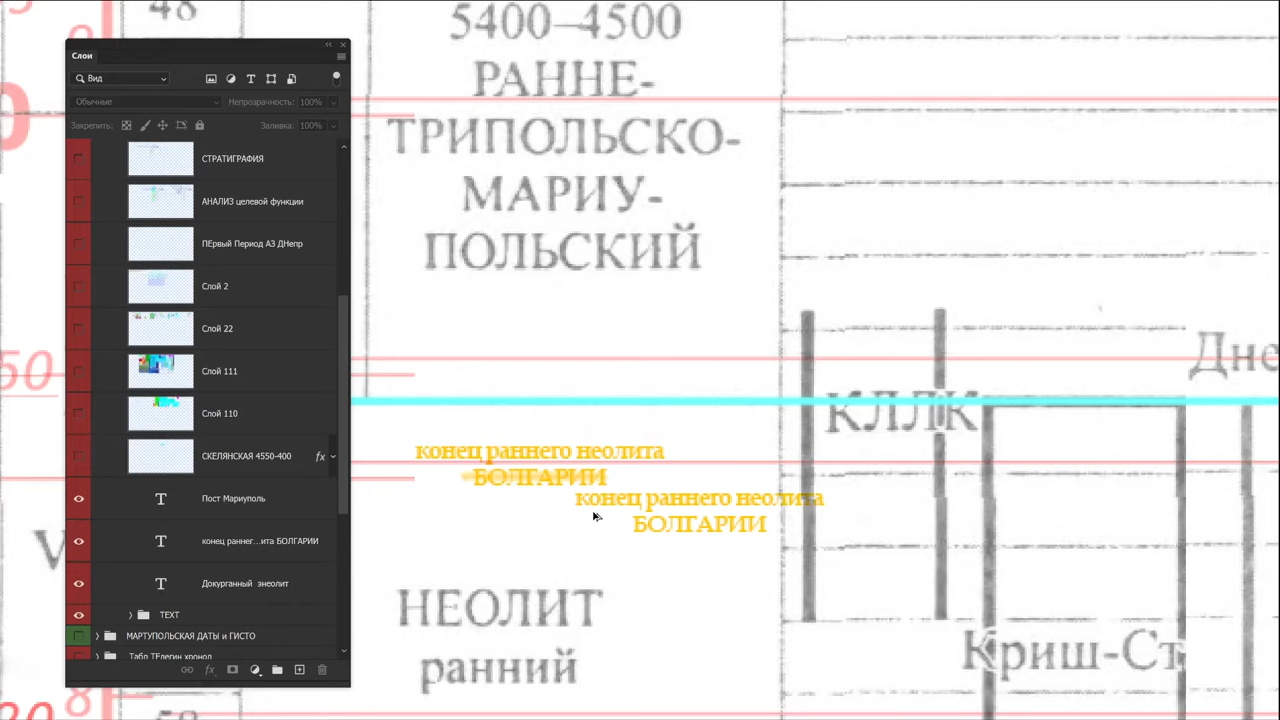 48
5400–4500
РАННЕ-
ТРИПОЛЬСКО-
МАРИУ-
ПОЛЬСКИЙ
Слои
Вид
Обычные
Непрозрачность: 100%
Закрепить:
Заливка: 100%
СТРАТИГРАФИЯ
АНАЛИЗ целевой функции
ПЕрвый Период АЗ ДНепр
Слой 2
Слой 22
Слой 111
Слой 110
СКЕЛЯНСКАЯ 4550-400 fx
Пост Мариуполь
конец раннег...ита БОЛГАРИИ
Докурганный энеолит
TEXT
МАРТУПОЛЬСКАЯ ДАТЫ и ГИСТО
Табл ТЕлегин хронол
fx
50
Дне
КЛЛК
конец раннего неолита
БОЛГАРИИ
конец раннего неолита
БОЛГАРИИ
НЕОЛИТ
ранний
Криш-Ст
58